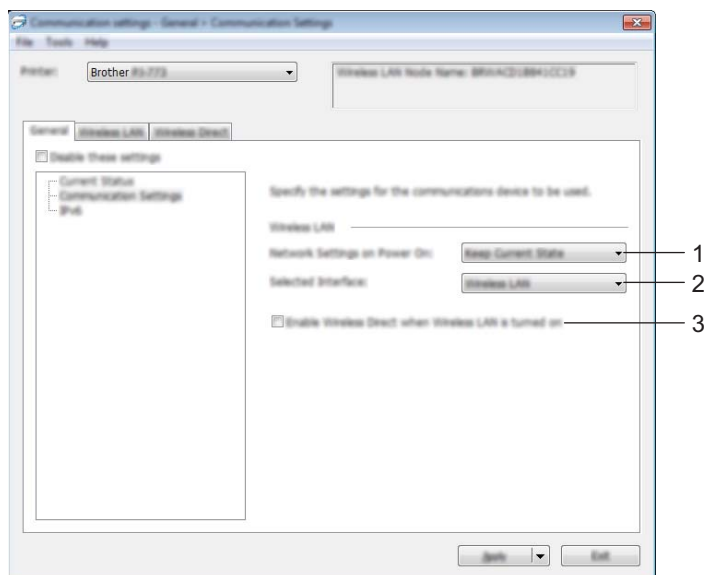 Communication settings - General > Communication Settings
File Tools Help
Printer: Brother PJ-773
Wireless LAN Node Name:
General Wireless LAN Wireless Direct
Disable these settings
Current Status
Communication Settings
IPv6
Specify the settings for the communications device to be used.
Wireless LAN
Network Settings on Power On: Keep Current State 1
Selected Interface: Wireless LAN 2
Enable Wireless Direct when Wireless LAN is turned on 3
Apply Exit